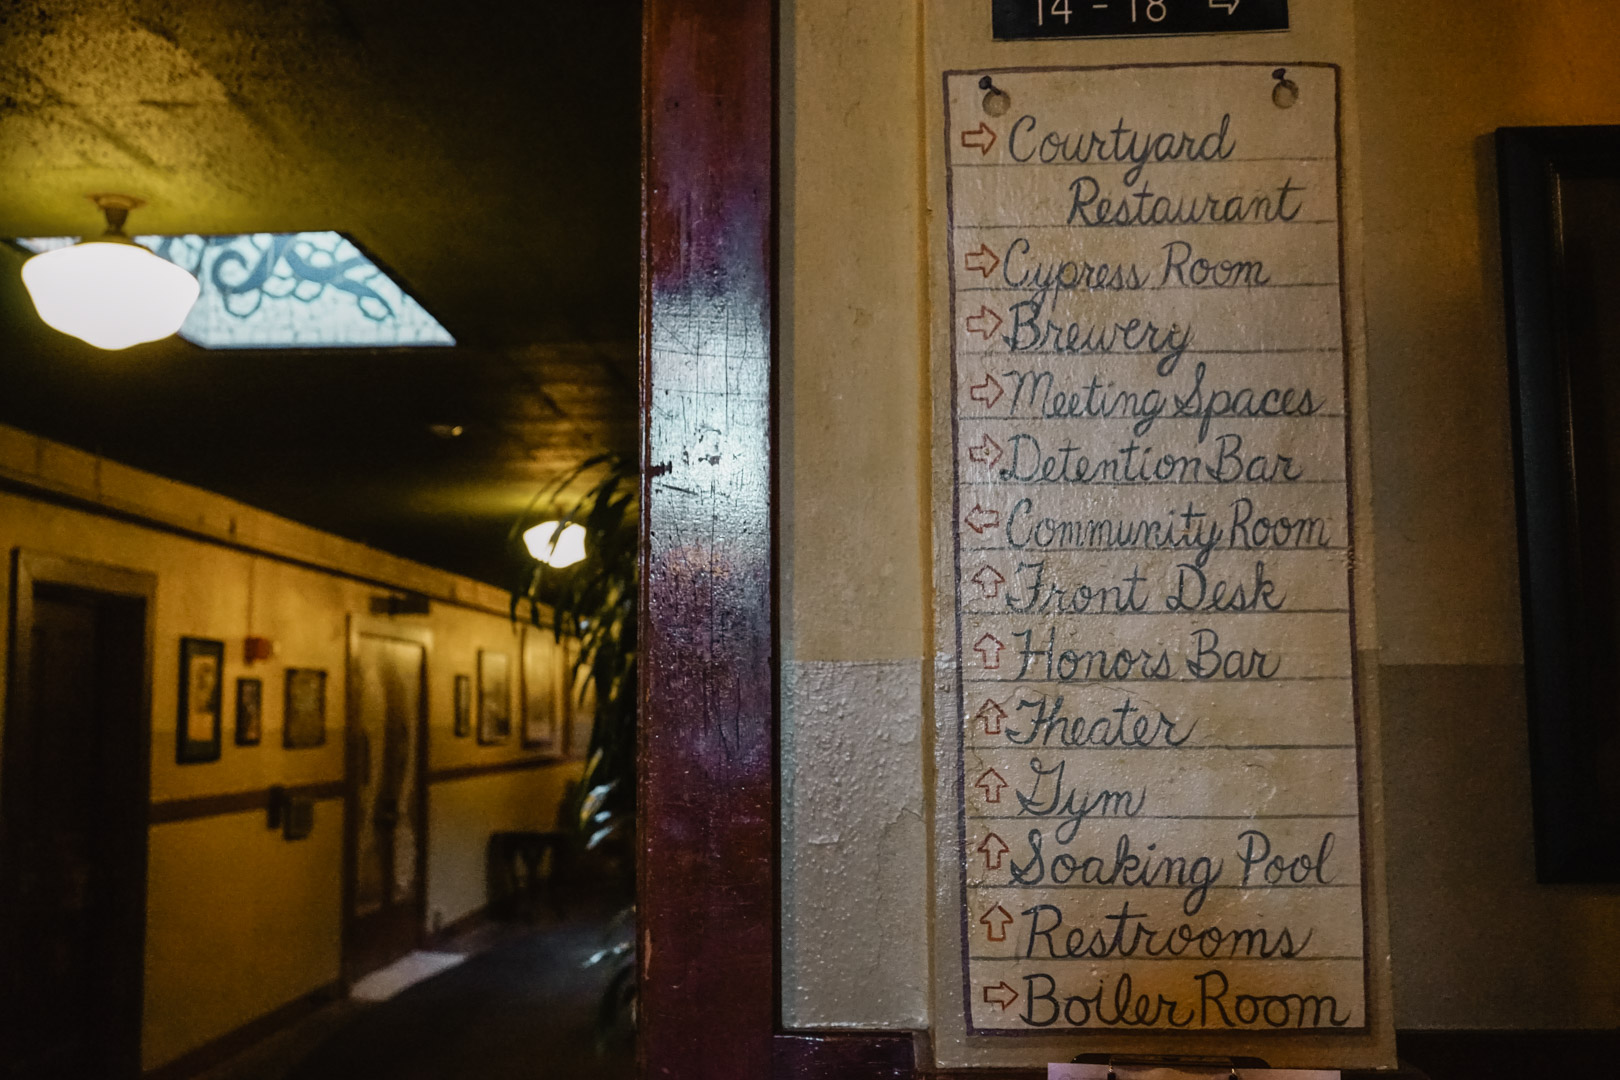 14 - 18 ⇨
⇨ Courtyard
Restaurant
⇨ Cypress Room
⇨ Brewery
⇨ Meeting Spaces
⇨ Detention Bar
⇦ Community Room
⇧ Front Desk
⇧ Honors Bar
⇧ Theater
⇧ Gym
⇧ Soaking Pool
⇧ Restrooms
⇨ Boiler Room